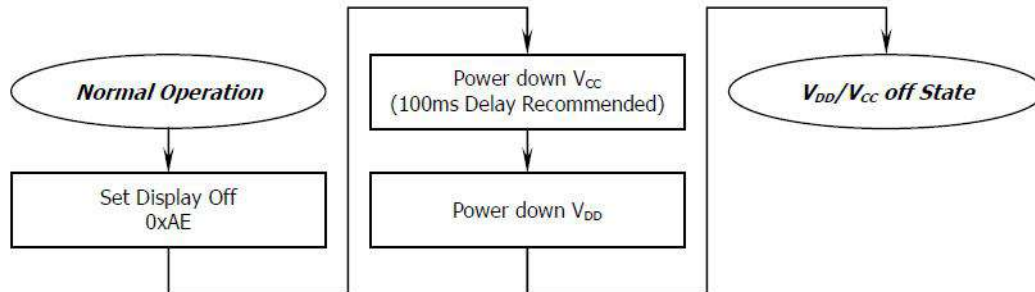 Normal Operation
Set Display Off
0xAE
Power down VCC
(100ms Delay Recommended)
Power down VDD
VDD/VCC off State